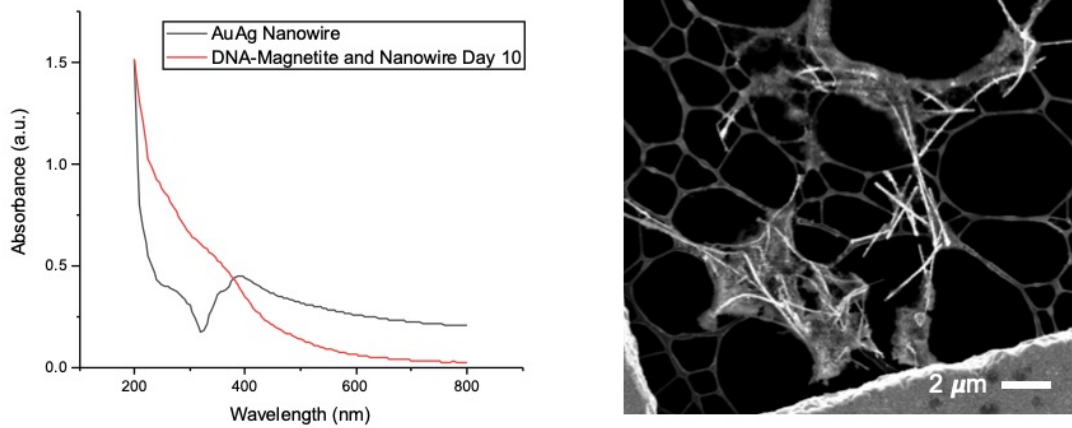 AuAg Nanowire
DNA-Magnetite and Nanowire Day 10
1.5
1.0
0.5
0.0
200
400
600
800
Absorbance (a.u.)
Wavelength (nm)
2 μm